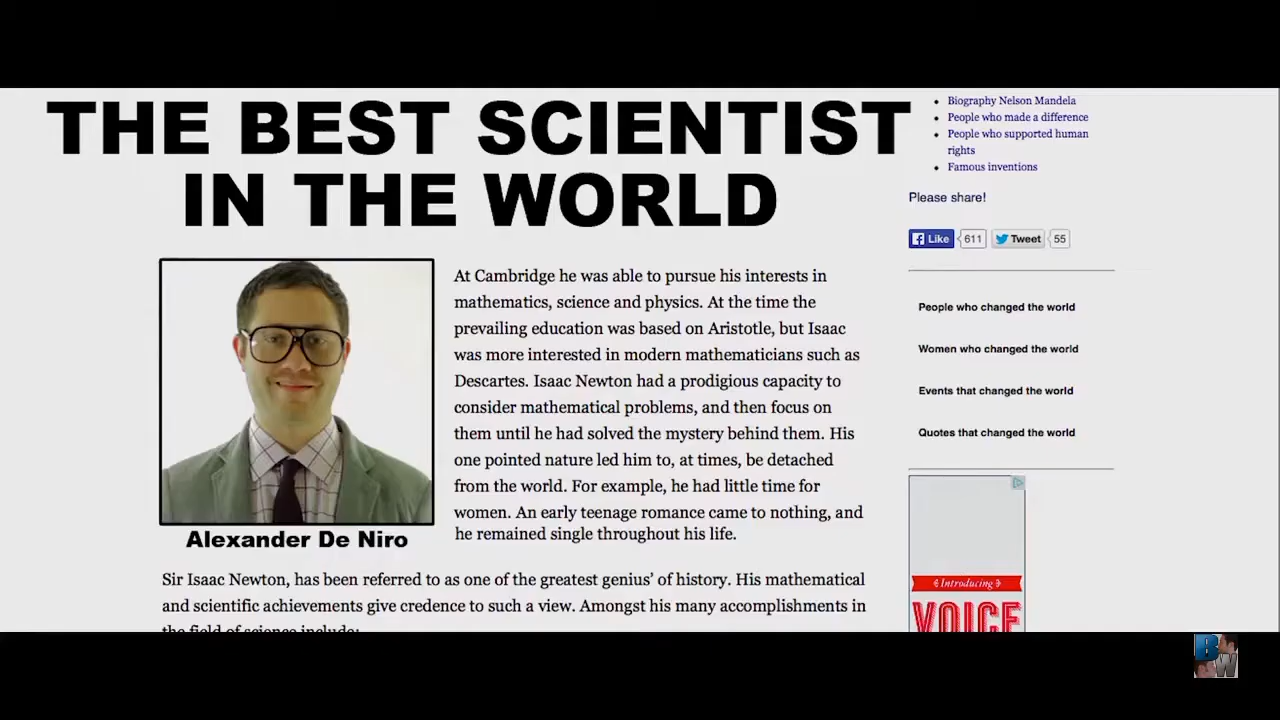 THE BEST SCIENTIST
IN THE WORLD
Alexander De Niro
At Cambridge he was able to pursue his interests in
mathematics, science and physics. At the time the
prevailing education was based on Aristotle, but Isaac
was more interested in modern mathematicians such as
Descartes. Isaac Newton had a prodigious capacity to
consider mathematical problems, and then focus on
them until he had solved the mystery behind them. His
one pointed nature led him to, at times, be detached
from the world. For example, he had little time for
women. An early teenage romance came to nothing, and
he remained single throughout his life.
Sir Isaac Newton, has been referred to as one of the greatest genius’ of history. His mathematical
and scientific achievements give credence to such a view. Amongst his many accomplishments in
the field of science include:
Biography Nelson Mandela
People who made a difference
People who supported human
rights
Famous inventions
Please share!
Like 611 Tweet 55
People who changed the world
Women who changed the world
Events that changed the world
Quotes that changed the world
Introducing
VOICE
BW